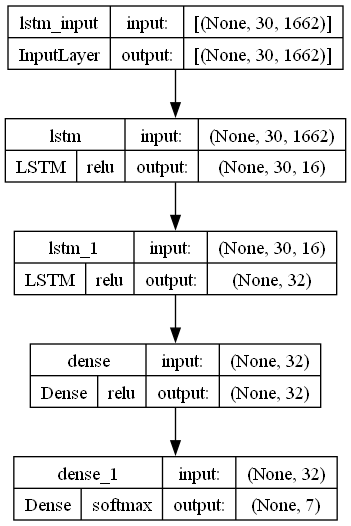 lstm_input input: [(None, 30, 1662)]
InputLayer output: [(None, 30, 1662)]
lstm input: (None, 30, 1662)
LSTM relu output: (None, 30, 16)
lstm_1 input: (None, 30, 16)
LSTM relu output: (None, 32)
dense input: (None, 32)
Dense relu output: (None, 32)
dense_1 input: (None, 32)
Dense softmax output: (None, 7)